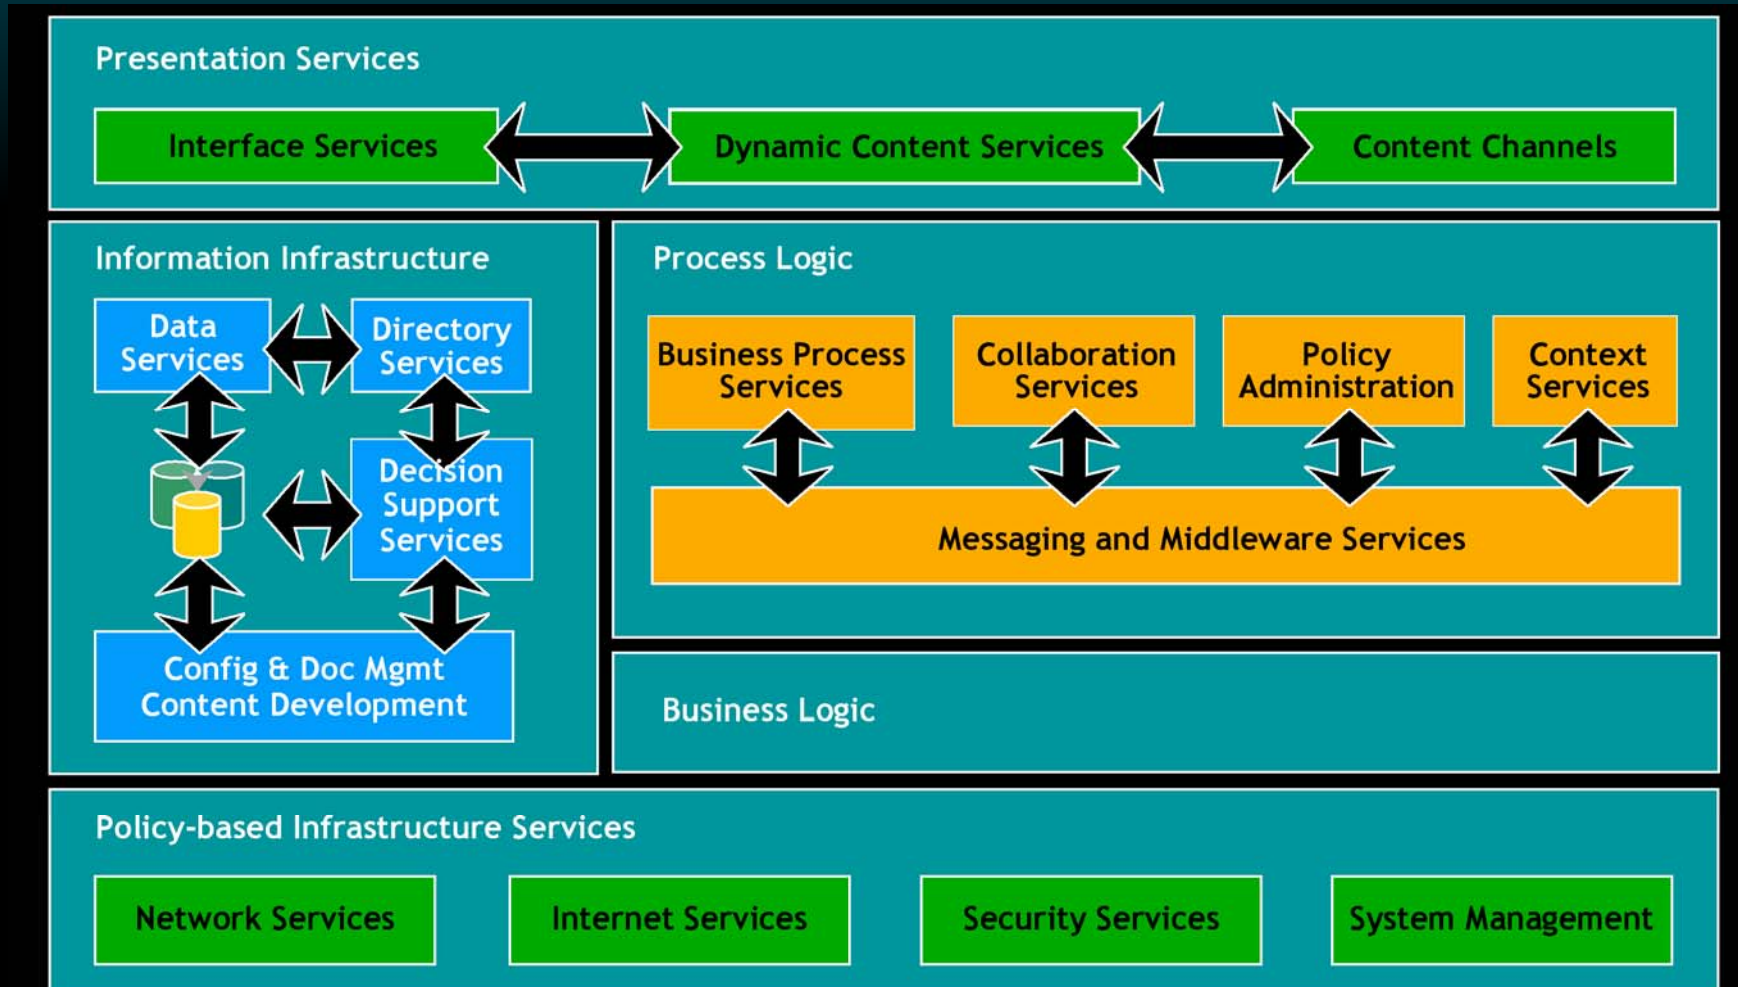 Presentation Services
Interface Services
Dynamic Content Services
Content Channels
Information Infrastructure
Data
Services
Directory
Services
Decision
Support
Services
Config & Doc Mgmt
Content Development
Process Logic
Business Process
Services
Collaboration
Services
Policy
Administration
Context
Services
Messaging and Middleware Services
Business Logic
Policy-based Infrastructure Services
Network Services
Internet Services
Security Services
System Management